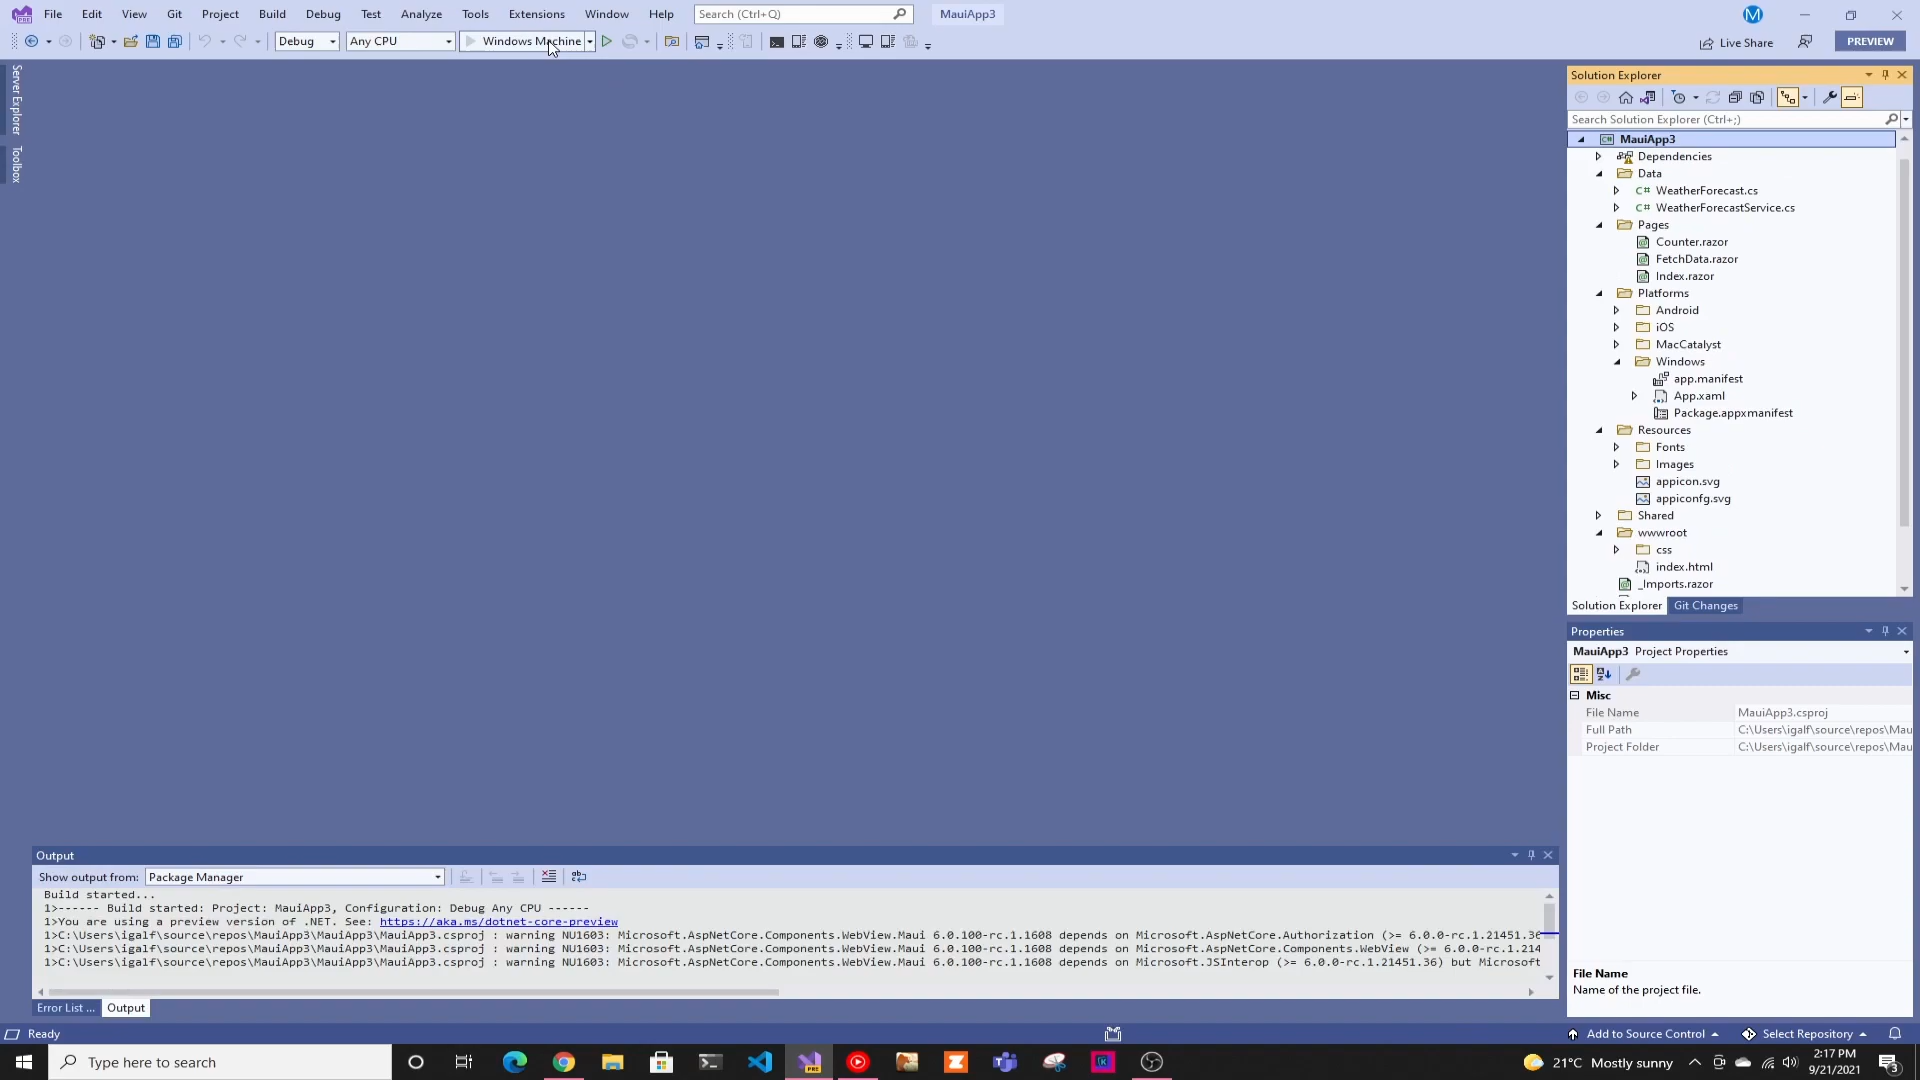 File Edit View Git Project Build Debug Test Analyze Tools Extensions Window Help Search (Ctrl+Q) MauiApp3
Debug Any CPU Windows Machine Live Share PREVIEW
Server Explorer
Toolbox
Solution Explorer
Search Solution Explorer (Ctrl+;)
MauiApp3
Dependencies
Data
C# WeatherForecast.cs
C# WeatherForecastService.cs
Pages
Counter.razor
FetchData.razor
Index.razor
Platforms
Android
iOS
MacCatalyst
Windows
app.manifest
App.xaml
Package.appxmanifest
Resources
Fonts
Images
appicon.svg
appiconfg.svg
Shared
wwwroot
css
index.html
_Imports.razor
Solution Explorer Git Changes
Properties
MauiApp3 Project Properties
Misc
File Name MauiApp3.csproj
Full Path C:\Users\igalf\source\repos\Mau
Project Folder C:\Users\igalf\source\repos\Mau
File Name
Name of the project file.
Output
Show output from: Package Manager
Build started...
1>------ Build started: Project: MauiApp3, Configuration: Debug Any CPU ------
1>You are using a preview version of .NET. See: https://aka.ms/dotnet-core-preview
1>C:\Users\igalf\source\repos\MauiApp3\MauiApp3\MauiApp3.csproj : warning NU1603: Microsoft.AspNetCore.Components.WebView.Maui 6.0.100-rc.1.1608 depends on Microsoft.AspNetCore.Authorization (>= 6.0.0-rc.1.21451.36
1>C:\Users\igalf\source\repos\MauiApp3\MauiApp3\MauiApp3.csproj : warning NU1603: Microsoft.AspNetCore.Components.WebView.Maui 6.0.100-rc.1.1608 depends on Microsoft.AspNetCore.Components.WebView (>= 6.0.0-rc.1.214
1>C:\Users\igalf\source\repos\MauiApp3\MauiApp3\MauiApp3.csproj : warning NU1603: Microsoft.AspNetCore.Components.WebView.Maui 6.0.100-rc.1.1608 depends on Microsoft.JSInterop (>= 6.0.0-rc.1.21451.36) but Microsoft
Error List ... Output
Ready Add to Source Control Select Repository
Type here to search 21°C Mostly sunny 2:17 PM
9/21/2021